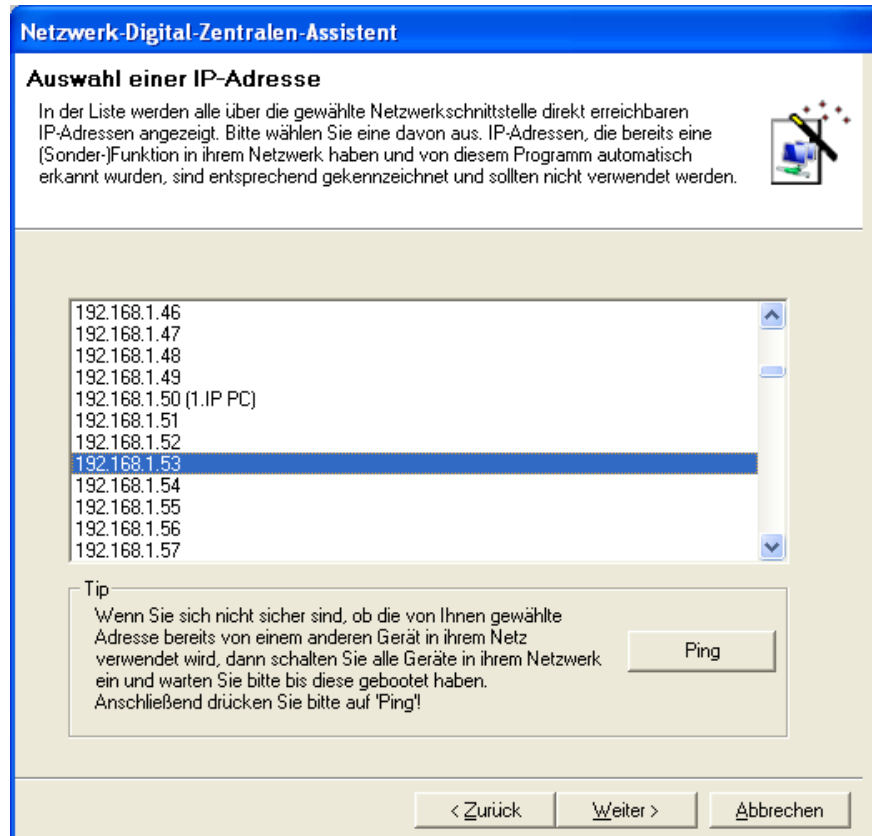 Netzwerk-Digital-Zentralen-Assistent
Auswahl einer IP-Adresse
In der Liste werden alle über die gewählte Netzwerkschnittstelle direkt erreichbaren
IP-Adressen angezeigt. Bitte wählen Sie eine davon aus. IP-Adressen, die bereits eine
(Sonder-)Funktion in ihrem Netzwerk haben und von diesem Programm automatisch
erkannt wurden, sind entsprechend gekennzeichnet und sollten nicht verwendet werden.
192.168.1.46
192.168.1.47
192.168.1.48
192.168.1.49
192.168.1.50 (1.IP PC)
192.168.1.51
192.168.1.52
192.168.1.53
192.168.1.54
192.168.1.55
192.168.1.56
192.168.1.57
Tip
Wenn Sie sich nicht sicher sind, ob die von Ihnen gewählte
Adresse bereits von einem anderen Gerät in ihrem Netz
verwendet wird, dann schalten Sie alle Geräte in ihrem Netzwerk
ein und warten Sie bitte bis diese gebootet haben.
Anschließend drücken Sie bitte auf 'Ping'!
Ping
< Zurück
Weiter >
Abbrechen